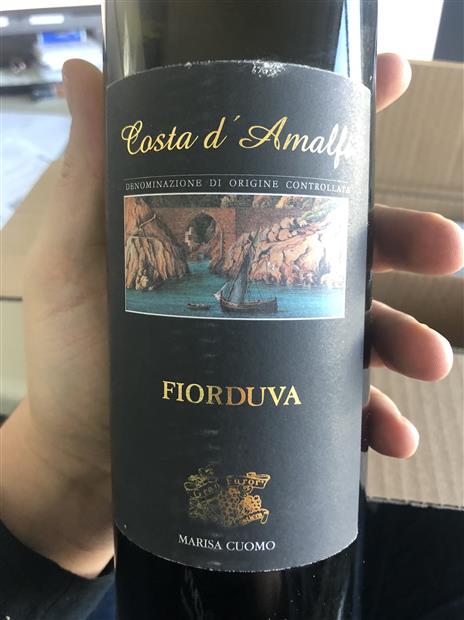 Costa d'Amalfi
DENOMINAZIONE DI ORIGINE CONTROLLATA
FIORDUVA
Gran Furor
MARISA CUOMO